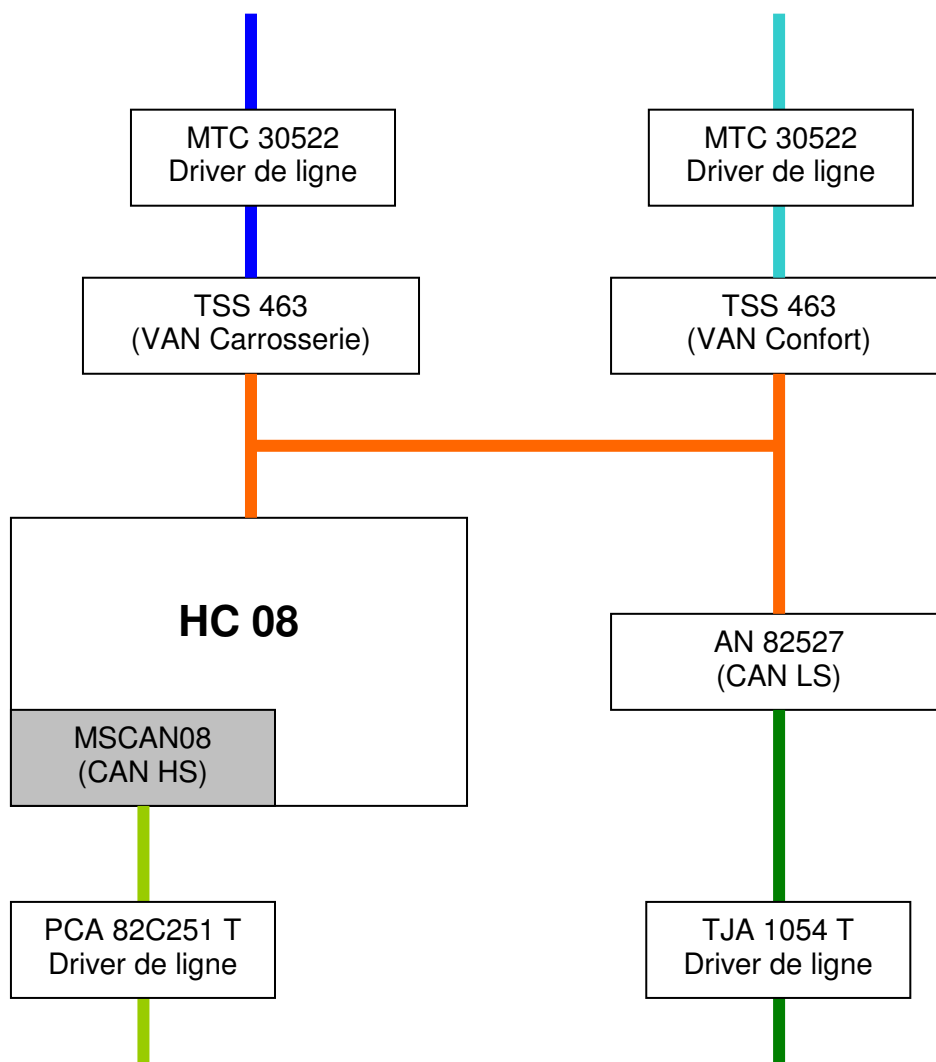 MTC 30522
Driver de ligne
MTC 30522
Driver de ligne
TSS 463
(VAN Carrosserie)
TSS 463
(VAN Confort)
HC 08
AN 82527
(CAN LS)
MSCAN08
(CAN HS)
PCA 82C251 T
Driver de ligne
TJA 1054 T
Driver de ligne